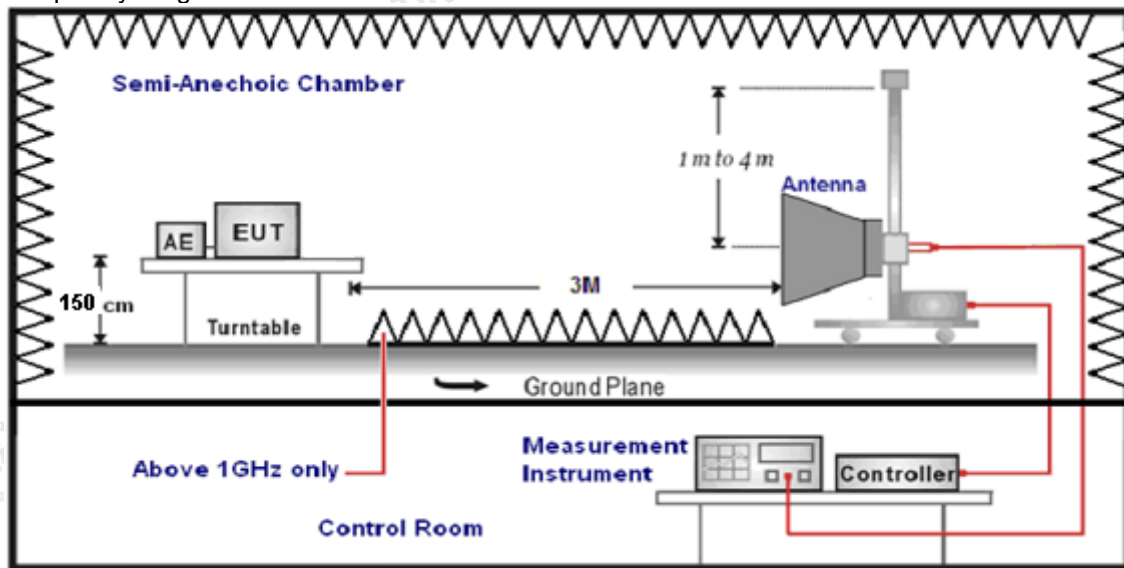 Semi-Anechoic Chamber
1 m to 4 m
Antenna
AE
EUT
150 cm
3M
Turntable
Ground Plane
Above 1GHz only
Measurement
Instrument
Controller
Control Room